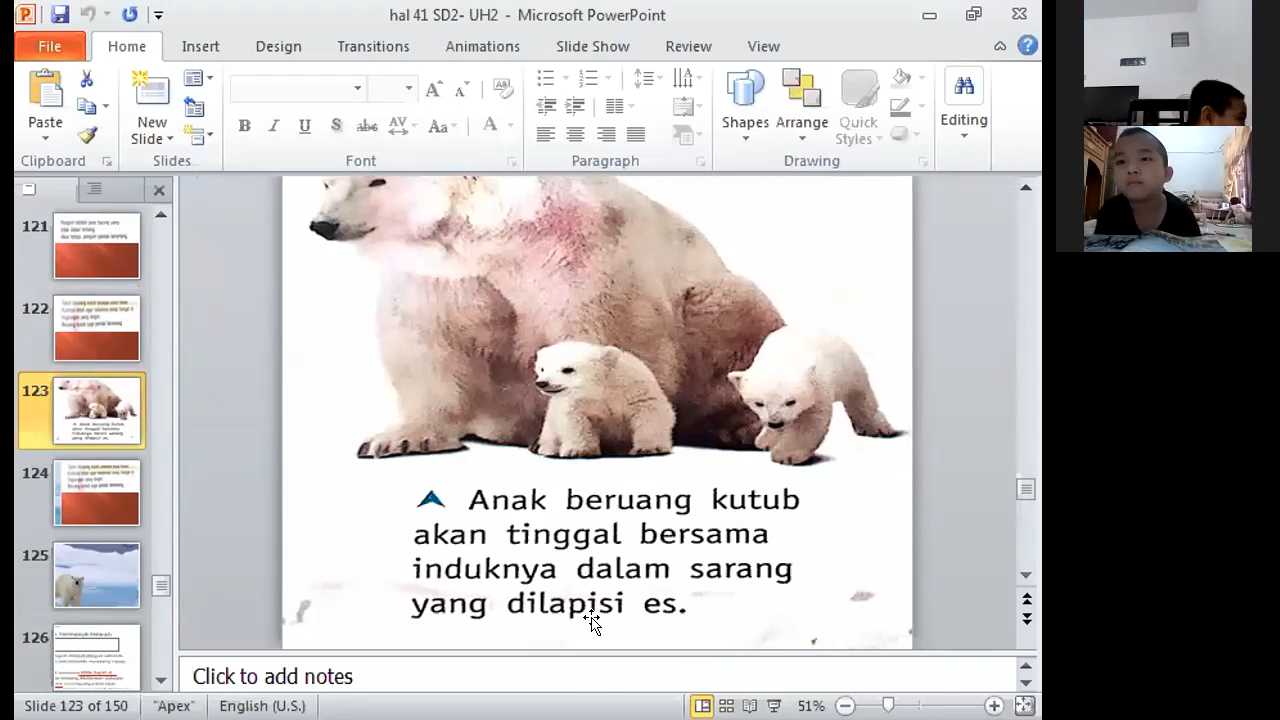 hal 41 SD2- UH2 - Microsoft PowerPoint
File Home Insert Design Transitions Animations Slide Show Review View
Paste
New
Slide
Shapes Arrange Quick
Styles
Editing
Clipboard Slides Font Paragraph Drawing
121
122
123
124
125
126
Anak beruang kutub
akan tinggal bersama
induknya dalam sarang
yang dilapisi es.
Click to add notes
Slide 123 of 150 "Apex" English (U.S.) 51%